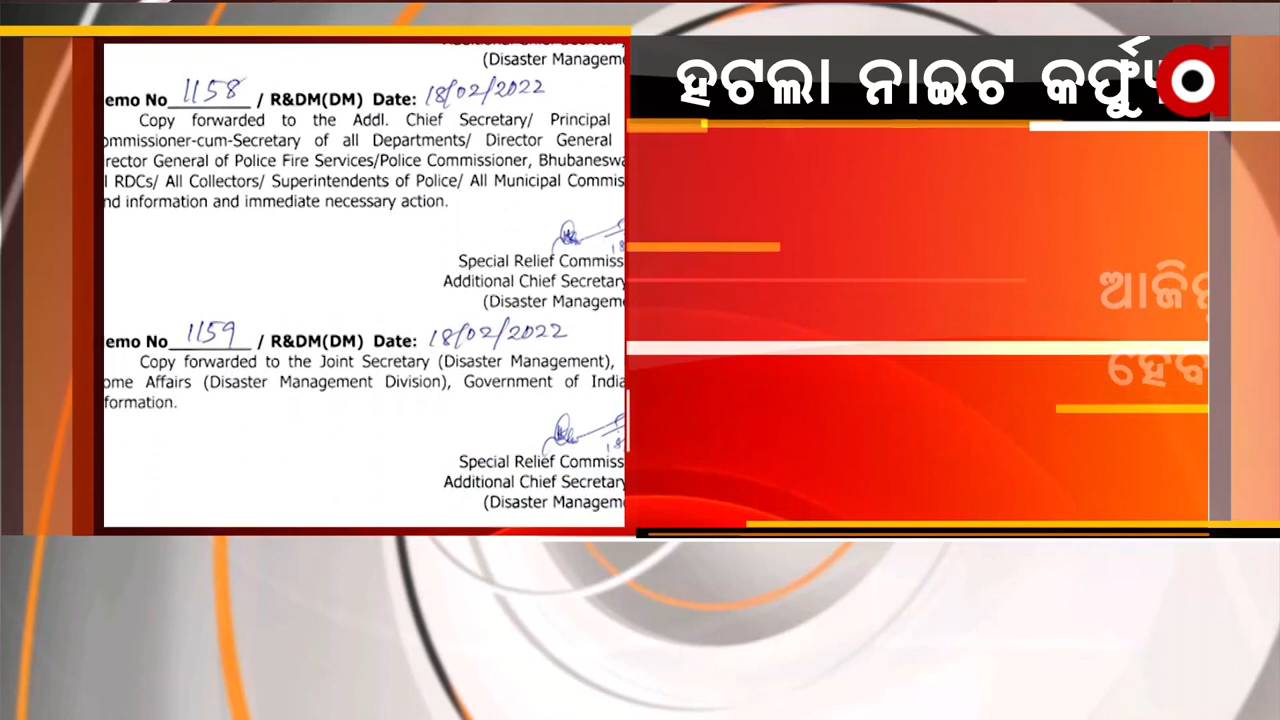 (Disaster Manageme
emo No 1158 / R&DM(DM) Date: 18/02/2022
Copy forwarded to the Addl. Chief Secretary/ Principal
ommissioner-cum-Secretary of all Departments/ Director General
rector General of Police Fire Services/Police Commissioner, Bhubaneswa
l RDCs/ All Collectors/ Superintendents of Police/ All Municipal Commis
nd information and immediate necessary action.
Special Relief Commiss
Additional Chief Secretary
(Disaster Manageme
emo No 1159 / R&DM(DM) Date: 18/02/2022
Copy forwarded to the Joint Secretary (Disaster Management),
ome Affairs (Disaster Management Division), Government of India
formation.
Special Relief Commiss
Additional Chief Secretary
(Disaster Manageme
ହଟଲା ନାଇଟ କର୍ଫ୍ୟୁ
ହେବ